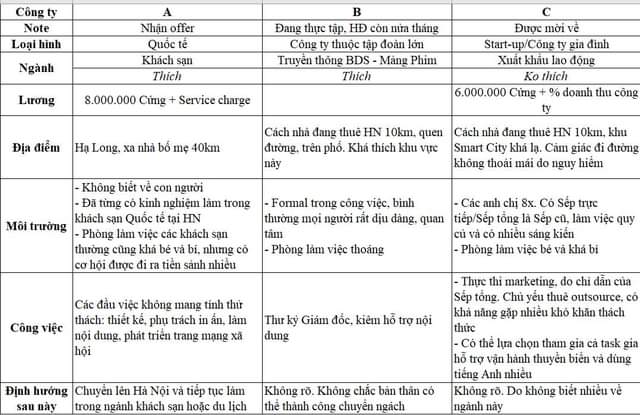 Công ty A B C
Note Nhận offer Đang thực tập, HĐ còn nửa tháng Được mời về
Loại hình Quốc tế Công ty thuộc tập đoàn lớn Start-up/Công ty gia đình
Ngành
Khách sạn Truyền thông BDS - Mảng Phim Xuất khẩu lao động
Thích Thích Ko thích
Lương
8.000.000 Cứng + Service charge
6.000.000 Cứng + % doanh thu công
ty
Địa điểm
Hạ Long, xa nhà bố mẹ 40km
Cách nhà đang thuê HN 10km, quen
đường, trên phố. Khá thích khu vực
này
Cách nhà đang thuê HN 10km, khu
Smart City khá lạ. Cảm giác đi đường
không thoải mái do nguy hiểm
Môi trường
- Không biết về con người
- Đã từng có kinh nghiệm làm trong
khách sạn Quốc tế tại HN
- Phòng làm việc các khách sạn
thường cũng khá bé và bí, nhưng có
cơ hội được đi ra tiền sảnh nhiều
- Formal trong công việc, bình
thường mọi người rất dịu dàng, quan
tâm
- Phòng làm việc thoáng
- Các anh chị 8x. Có Sếp trực
tiếp/Sếp tổng là Sếp cũ, làm việc quy
củ và có nhiều sáng kiến
- Phòng làm việc bé và khá bí
Công việc
Các đầu việc không mang tính thử
thách: thiết kế, phụ trách in ấn, làm
nội dung, phát triển trang mạng xã
hội
Thư ký Giám đốc, kiêm hỗ trợ nội
dung
- Thực thi marketing, do chỉ dẫn của
Sếp tổng. Chủ yếu thuê outsource, có
khả năng gặp nhiều khó khăn thách
thức
- Có thể lựa chọn tham gia cả task gia
hỗ trợ vận hành thuyền biển và dùng
tiếng Anh nhiều
Định hướng
sau này
Chuyển lên Hà Nội và tiếp tục làm
trong ngành khách sạn hoặc du lịch
Không rõ. Không chắc bản thân có
thể thành công chuyển ngách
Không rõ. Do không biết nhiều về
ngành này